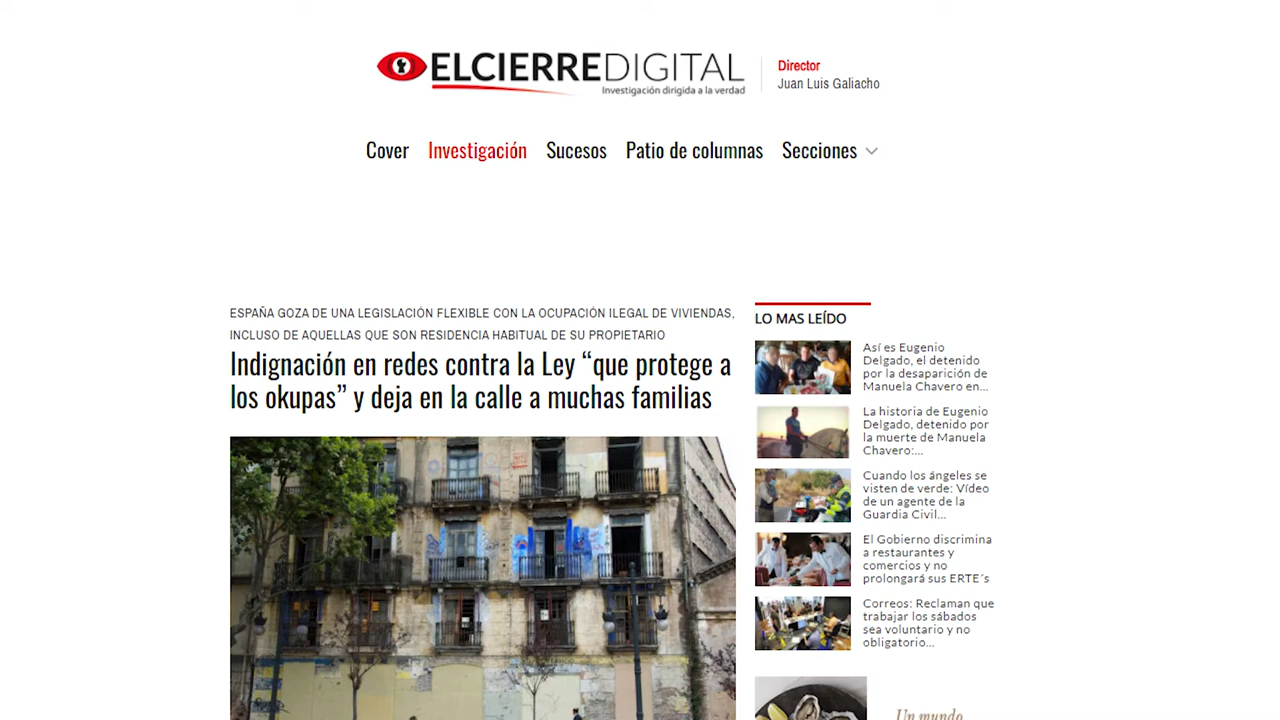 ELCIERREDIGITAL
Investigación dirigida a la verdad
Director
Juan Luis Galiacho
Cover Investigación Sucesos Patio de columnas Secciones
ESPAÑA GOZA DE UNA LEGISLACIÓN FLEXIBLE CON LA OCUPACIÓN ILEGAL DE VIVIENDAS,
INCLUSO DE AQUELLAS QUE SON RESIDENCIA HABITUAL DE SU PROPIETARIO
Indignación en redes contra la Ley “que protege a
los okupas” y deja en la calle a muchas familias
LO MAS LEÍDO
Así es Eugenio
Delgado, el detenido
por la desaparición de
Manuela Chavero en...
La historia de Eugenio
Delgado, detenido por
la muerte de Manuela
Chavero:...
Cuando los ángeles se
visten de verde: Vídeo
de un agente de la
Guardia Civil...
El Gobierno discrimina
a restaurantes y
comercios y no
prolongará sus ERTE´s
Correos: Reclaman que
trabajar los sábados
sea voluntario y no
obligatorio...
Un mundo